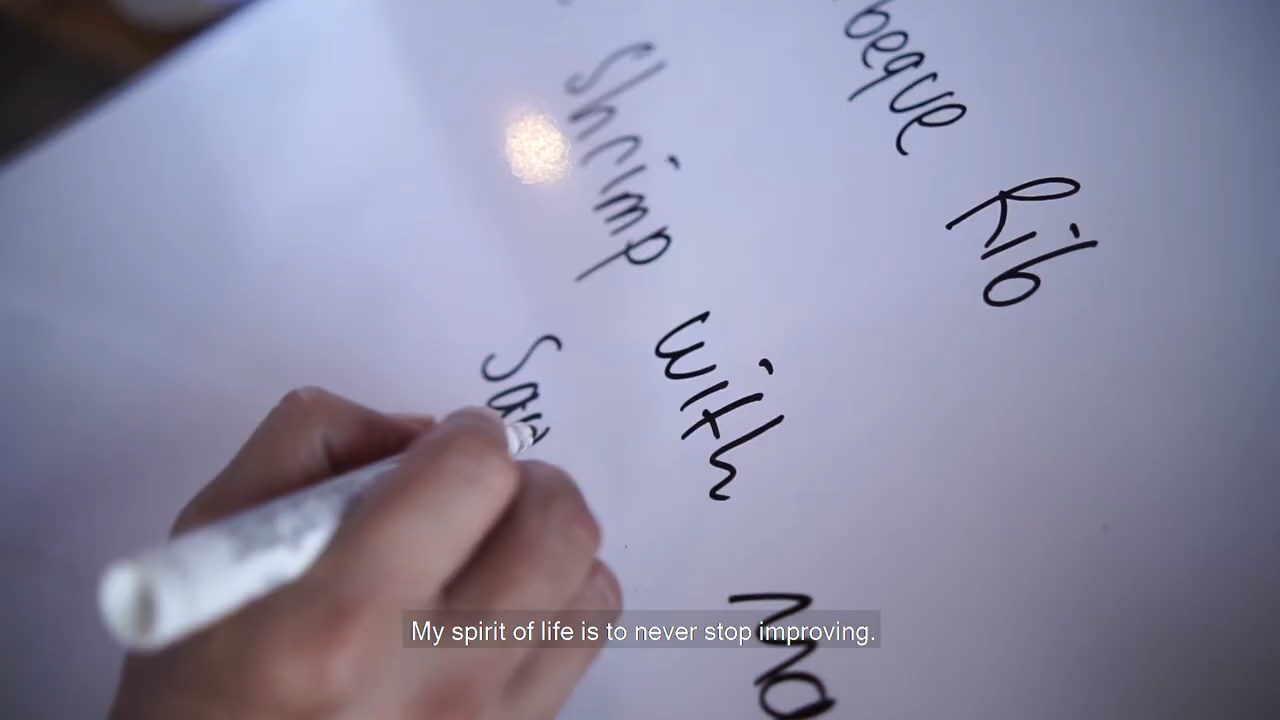 beque Rib
Shrimp with
My spirit of life is to never stop improving.